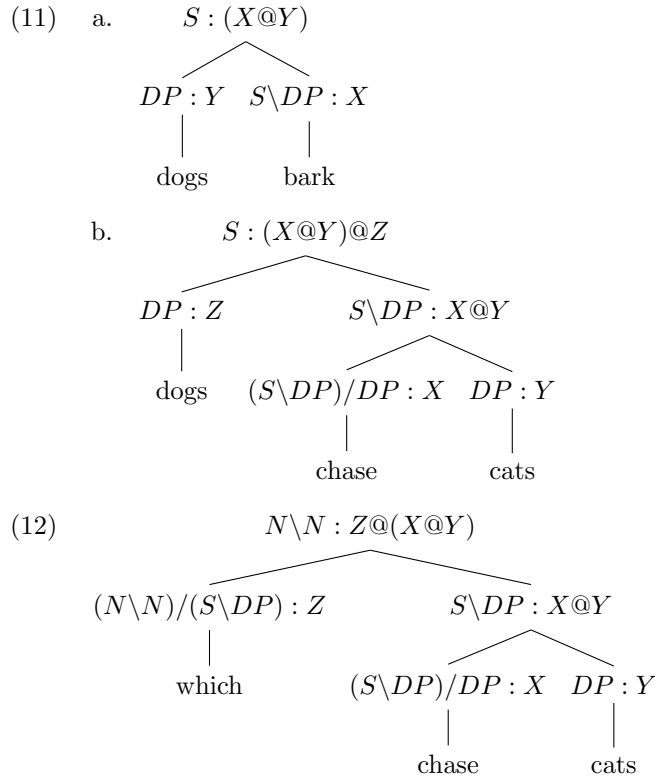 (11) a. S : (X@Y)
DP : Y S\DP : X
dogs bark
b. S : (X@Y)@Z
DP : Z S\DP : X@Y
dogs (S\DP)/DP : X DP : Y
chase cats
(12) N\N : Z@(X@Y)
(N\N)/(S\DP) : Z S\DP : X@Y
which (S\DP)/DP : X DP : Y
chase cats